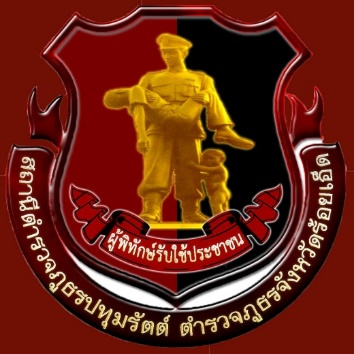 ผู้พิทักษ์รับใช้ประชาชน
สถานีตำรวจภูธรปทุมรัตต์ ตำรวจภูธรจังหวัดร้อยเอ็ด